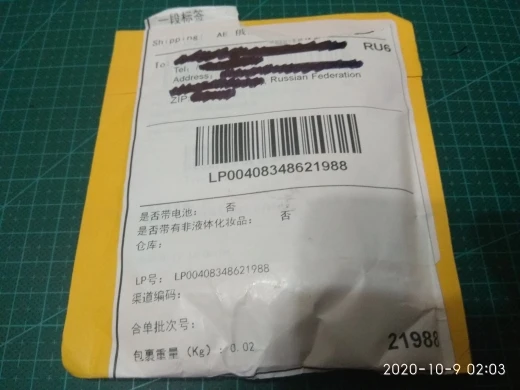 一段标签
Shipping: AE 俄
To:
RU6
Tel:
Address:
Russian Federation
ZIP
LP00408348621988
是否带电池： 否
是否带有非液体化妆品： 否
仓库：
LP号： LP00408348621988
渠道编码：
合单批次号：
包裹重量（Kg）：0.02
21988
2020-10-9 02:03